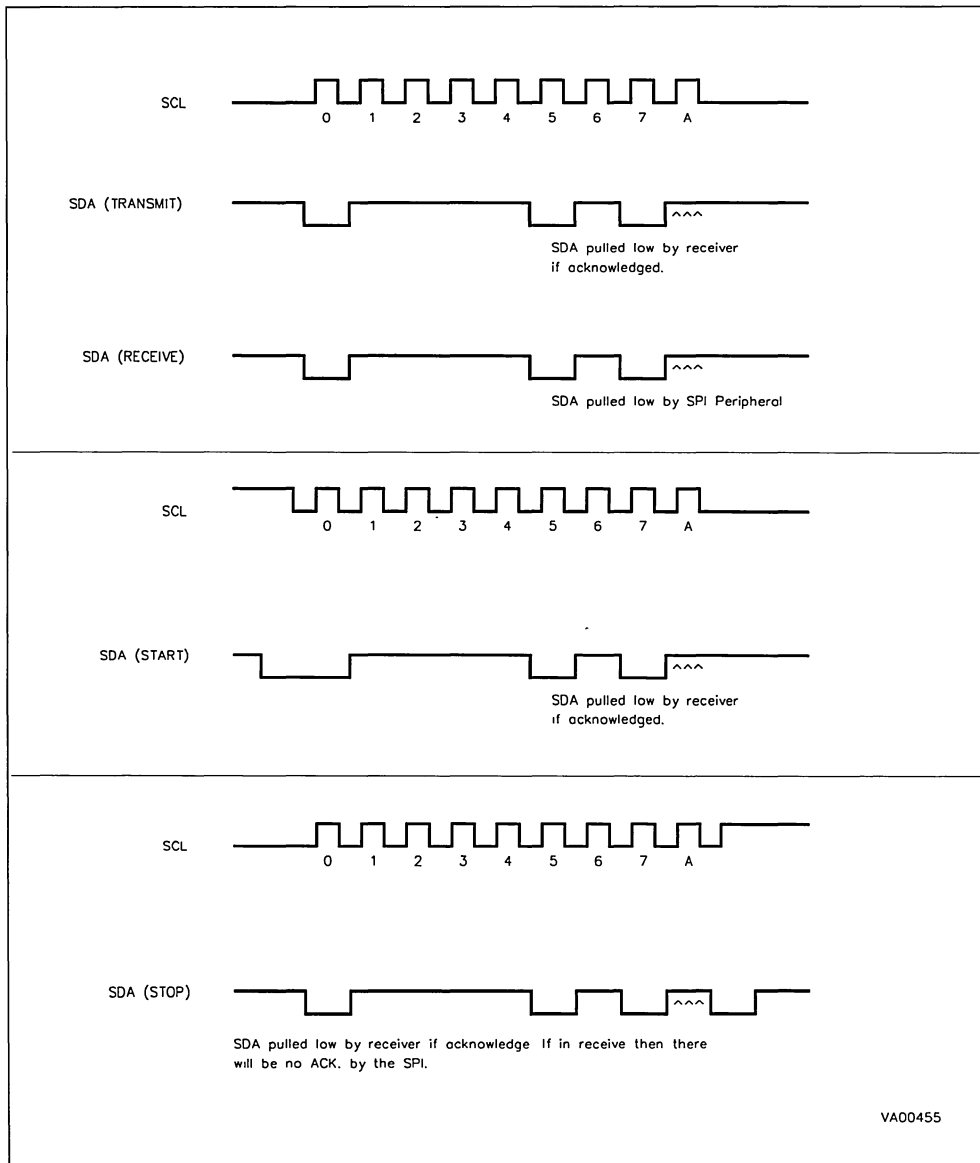 SCL
0 1 2 3 4 5 6 7 A
SDA (TRANSMIT)
^^^
SDA pulled low by receiver
if acknowledged.
SDA (RECEIVE)
^^^
SDA pulled low by SPI Peripheral
SCL
0 1 2 3 4 5 6 7 A
SDA (START)
^^^
SDA pulled low by receiver
if acknowledged.
SCL
0 1 2 3 4 5 6 7 A
SDA (STOP)
^^^
SDA pulled low by receiver if acknowledge If in receive then there
will be no ACK. by the SPI.
VA00455